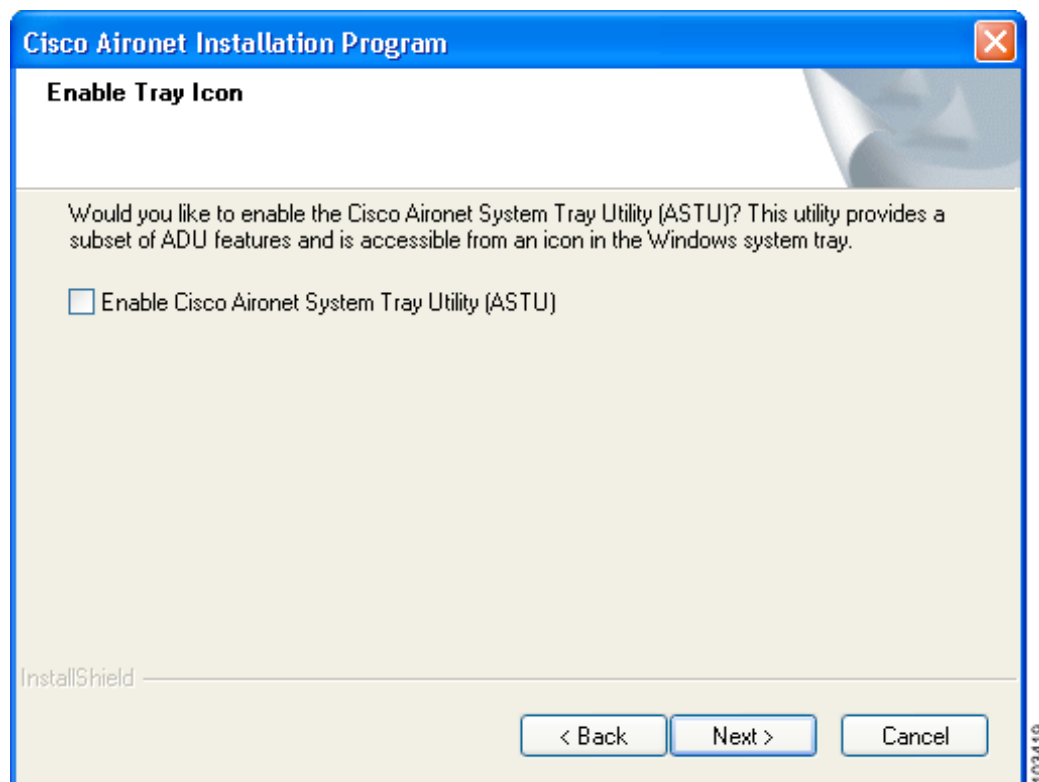 Cisco Aironet Installation Program
Enable Tray Icon
Would you like to enable the Cisco Aironet System Tray Utility (ASTU)? This utility provides a
subset of ADU features and is accessible from an icon in the Windows system tray.
Enable Cisco Aironet System Tray Utility (ASTU)
InstallShield
< Back
Next >
Cancel
103419